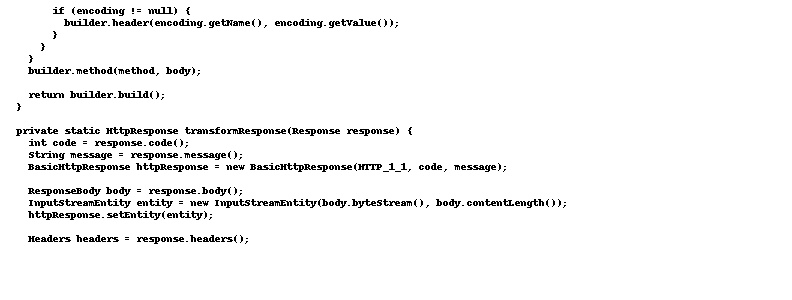 if (encoding != null) {
builder.header(encoding.getName(), encoding.getValue());
}
}
}
builder.method(method, body);
return builder.build();
}
private static HttpResponse transformResponse(Response response) {
int code = response.code();
String message = response.message();
BasicHttpResponse httpResponse = new BasicHttpResponse(HTTP_1_1, code, message);
ResponseBody body = response.body();
InputStreamEntity entity = new InputStreamEntity(body.byteStream(), body.contentLength());
httpResponse.setEntity(entity);
Headers headers = response.headers();